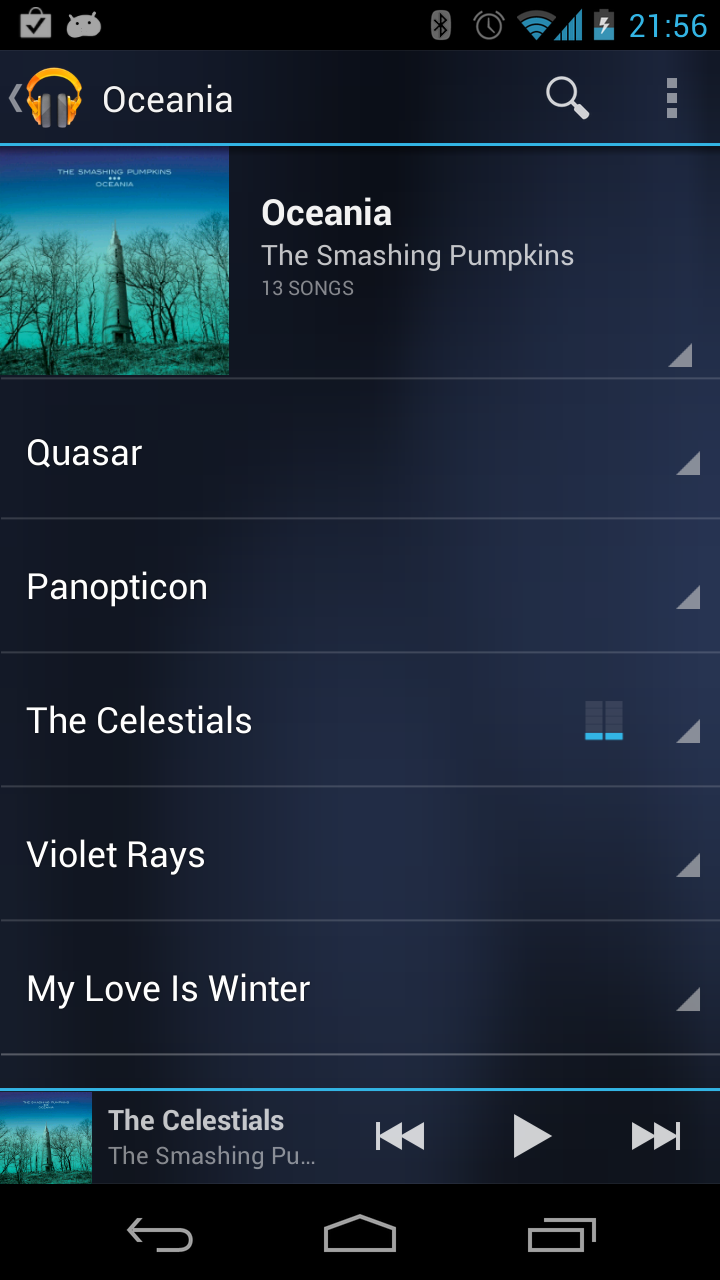 21:56
Oceania
THE SMASHING PUMPKINS
OCEANIA
Oceania
The Smashing Pumpkins
13 SONGS
Quasar
Panopticon
The Celestials
Violet Rays
My Love Is Winter
The Celestials
The Smashing Pu...